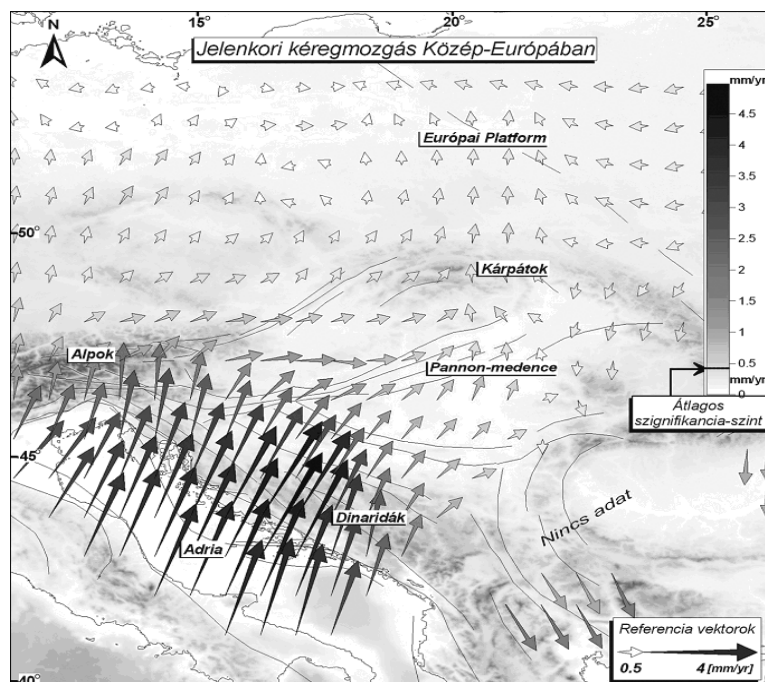 15°
20°
25°
N
Jelenkori kéregmozgás Közép-Európában
mm/yr
4.5
4
3.5
3
2.5
2
1.5
1
0.5
mm/yr
0
Átlagos
szignifikancia-szint
Európai Platform
50°
Kárpátok
Alpok
Pannon-medence
45°
Nincs adat
Dinaridák
Adria
Referencia vektorok
0.5
4 [mm/yr]
40°